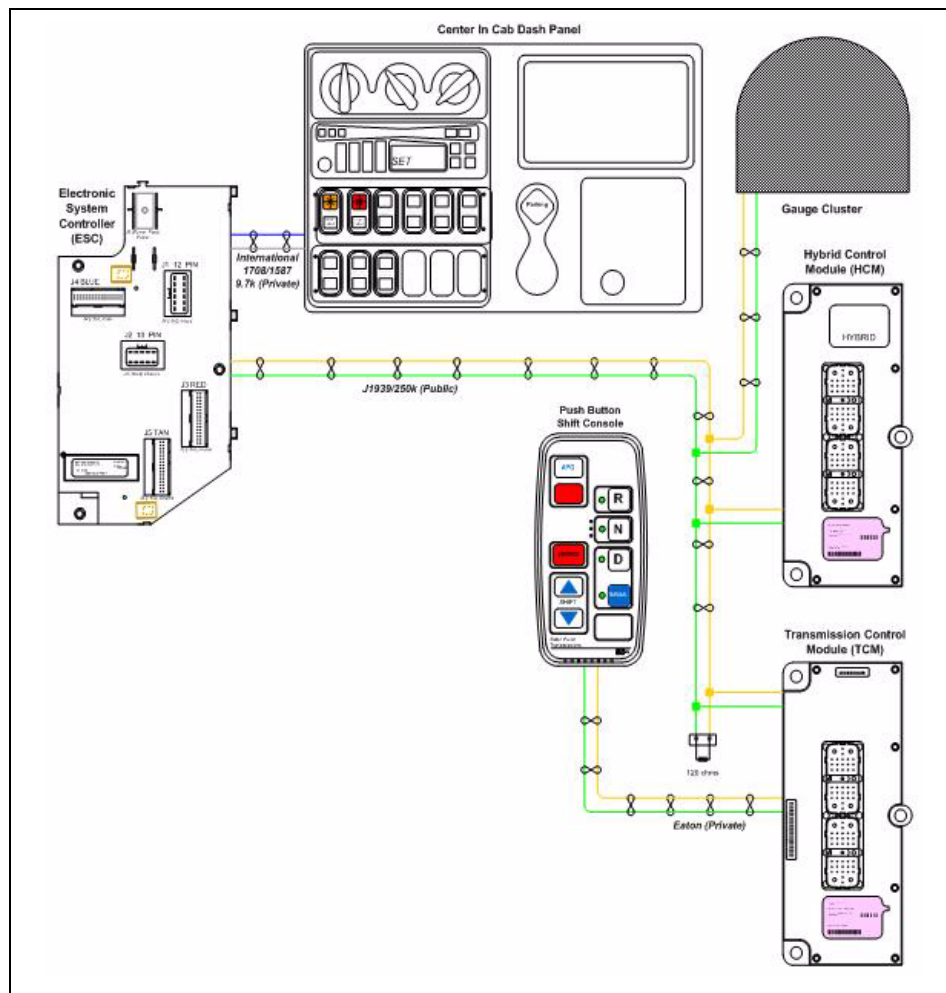 Center In Cab Dash Panel
SET
Parking
Gauge Cluster
Electronic
System
Controller
(ESC)
J1 12 PIN
J4 BLUE
J2 10 PIN
J3 RED
J5 TAN
International
1708/1587
9.7k (Private)
J1939/250k (Public)
Hybrid Control
Module (HCM)
HYBRID
Push Button
Shift Console
R
N
D
SHIFT
Transmission Control
Module (TCM)
120 ohms
Eaton (Private)